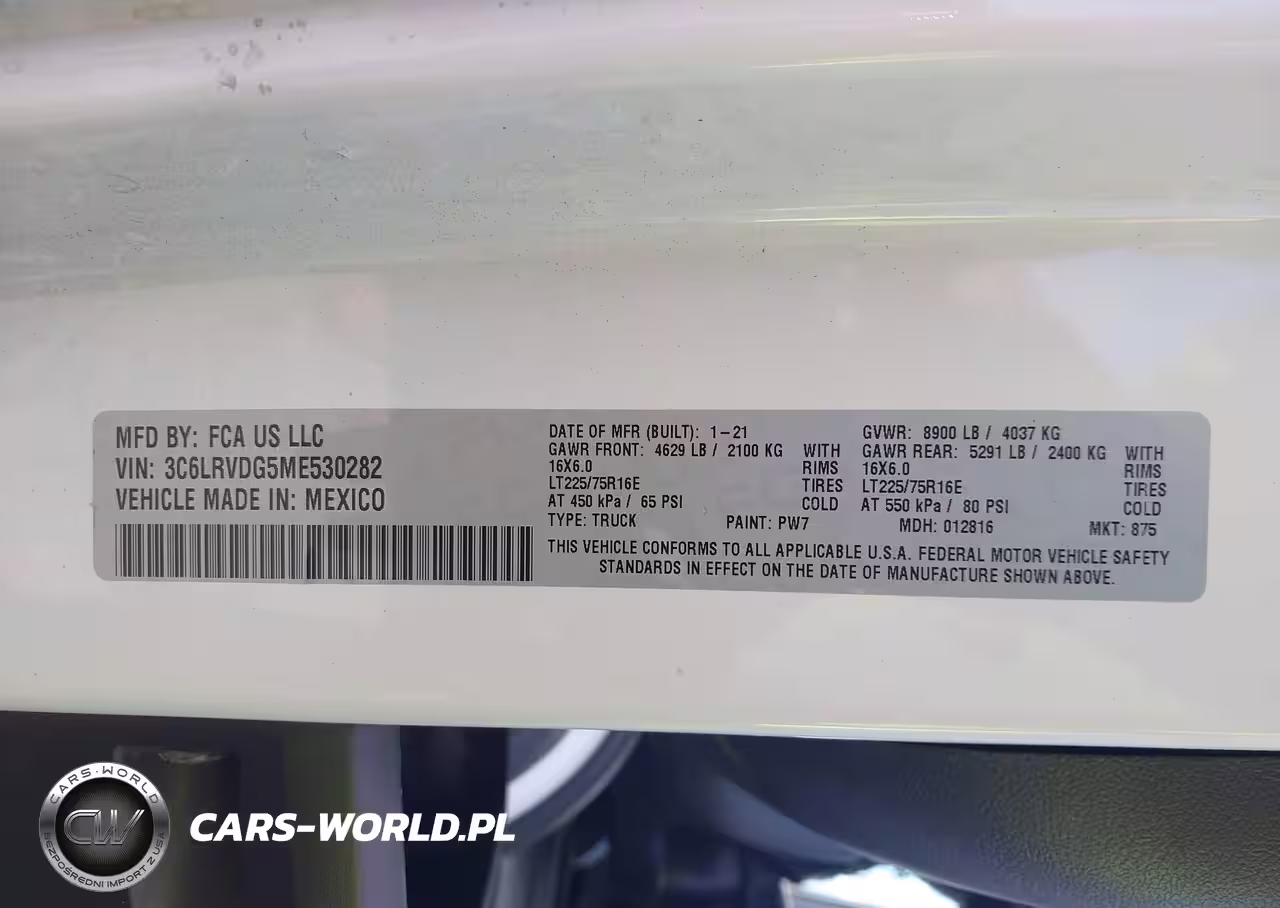 MFD BY: FCA US LLC
VIN: 3C6LRVDG5ME530282
VEHICLE MADE IN: MEXICO
DATE OF MFR (BUILT): 1-21
GAWR FRONT: 4629 LB / 2100 KG WITH
16X6.0 RIMS
LT225/75R16E TIRES
AT 450 kPa / 65 PSI COLD
TYPE: TRUCK PAINT: PW7
GVWR: 8900 LB / 4037 KG
GAWR REAR: 5291 LB / 2400 KG WITH
16X6.0 RIMS
LT225/75R16E TIRES
AT 550 kPa / 80 PSI COLD
MDH: 012816 MKT: 875
THIS VEHICLE CONFORMS TO ALL APPLICABLE U.S.A. FEDERAL MOTOR VEHICLE SAFETY
STANDARDS IN EFFECT ON THE DATE OF MANUFACTURE SHOWN ABOVE.
CARS-WORLD
CW
BEZPOŚREDNI IMPORT Z USA
CARS-WORLD.PL